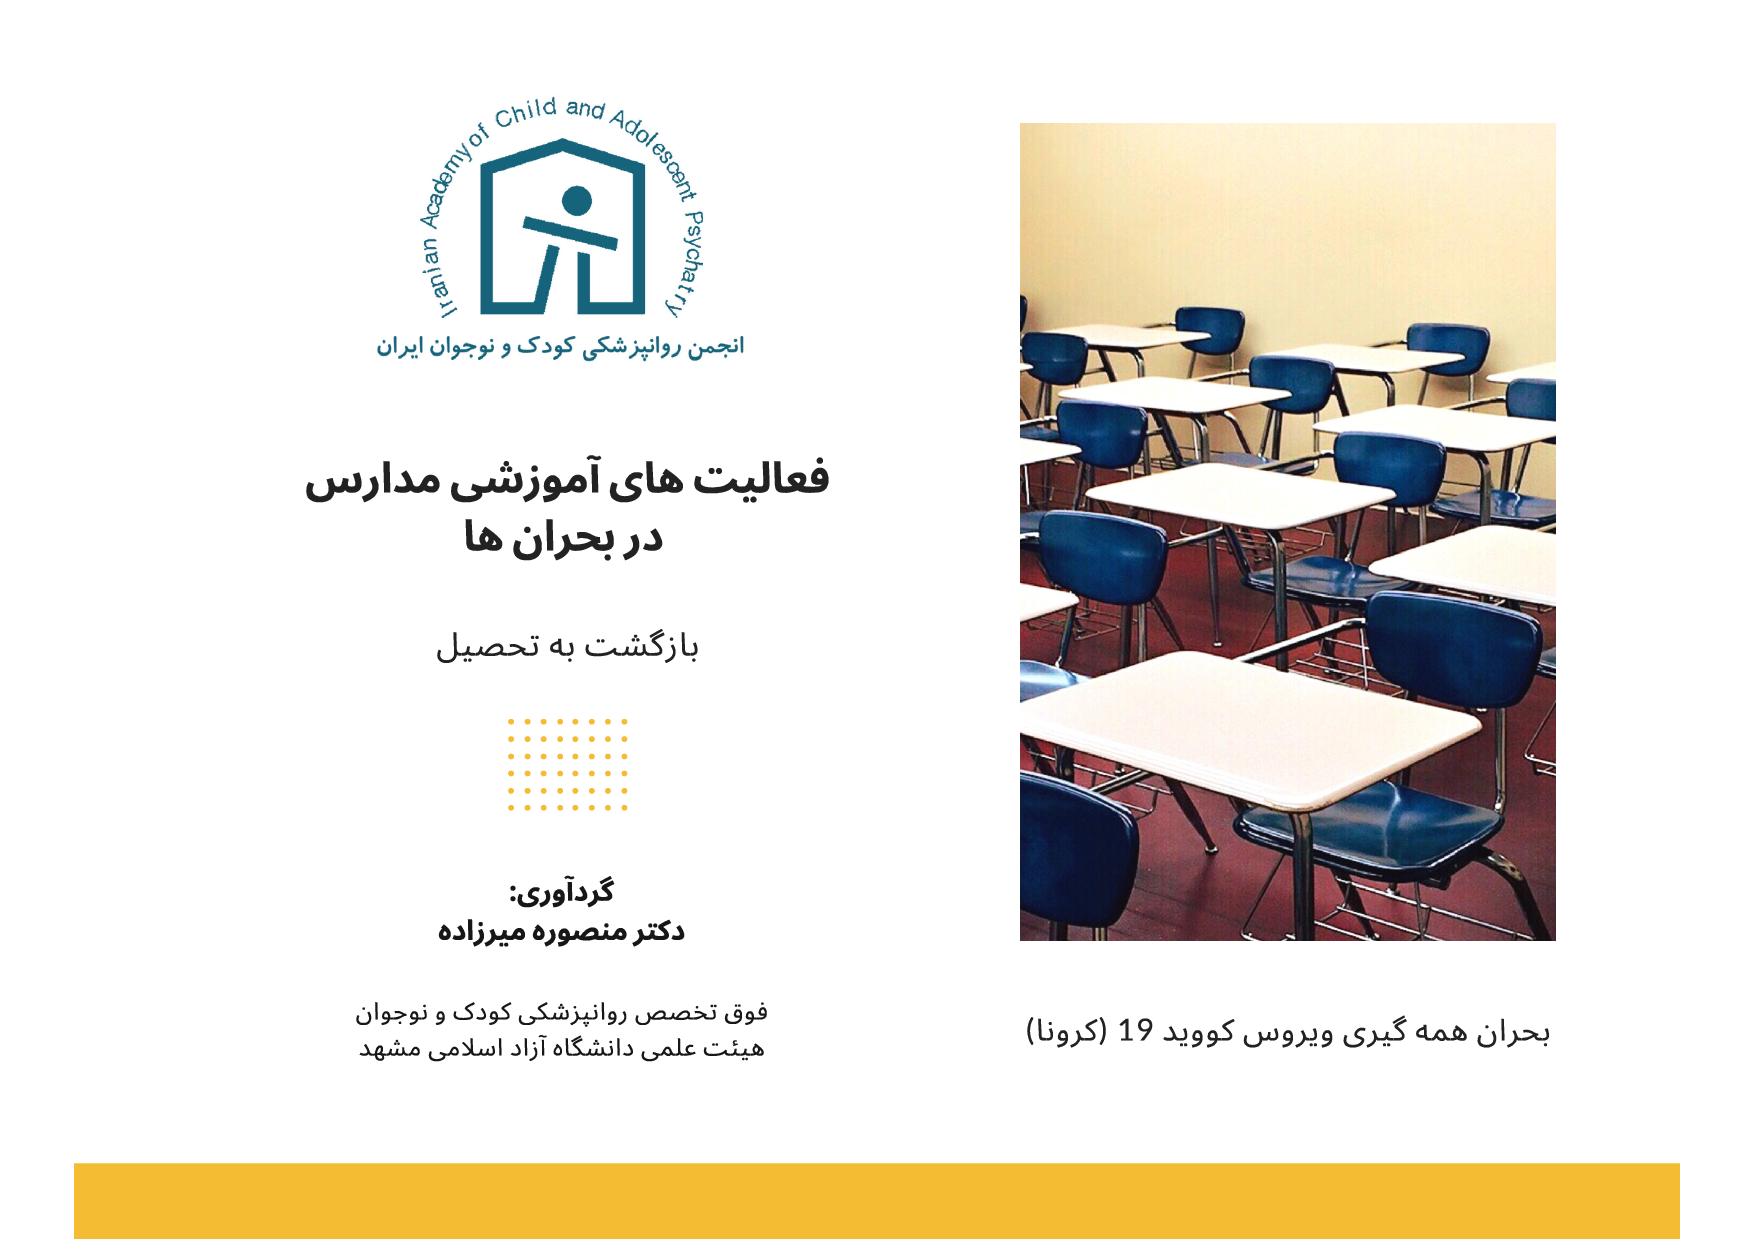 Iranian Academy of Child and Adolescent Psychatry
انجمن روانپزشکی کودک و نوجوان ایران
فعالیت های آموزشی مدارس
در بحران ها
بازگشت به تحصیل
گردآوری:
دکتر منصوره میرزاده
فوق تخصص روانپزشکی کودک و نوجوان
هیئت علمی دانشگاه آزاد اسلامی مشهد
بحران همه گیری ویروس کووید 19 (کرونا)